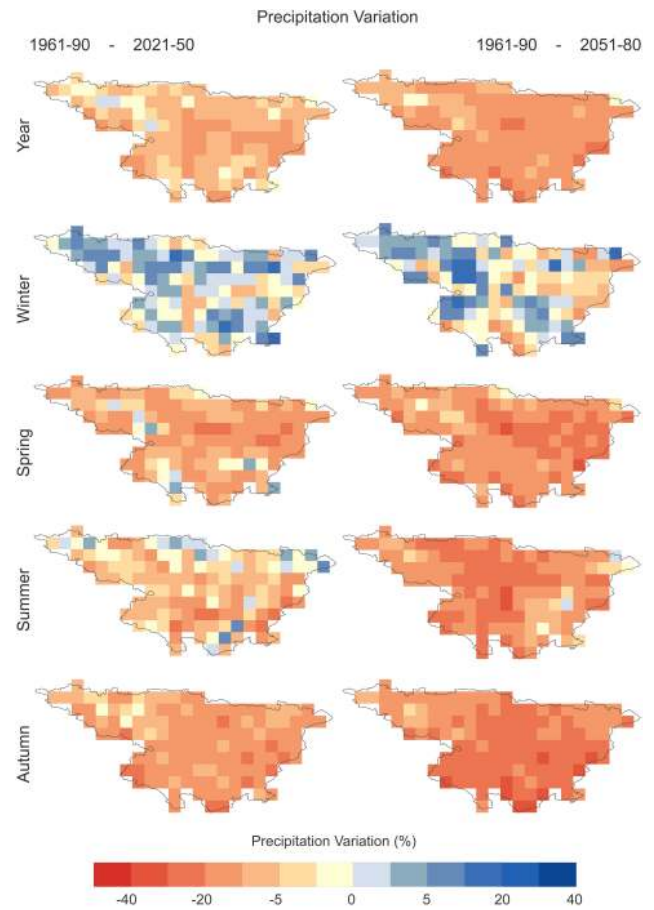 Precipitation Variation
1961-90 - 2021-50 1961-90 - 2051-80
Year
Winter
Spring
Summer
Autumn
Precipitation Variation (%)
-40 -20 -5 0 5 20 40